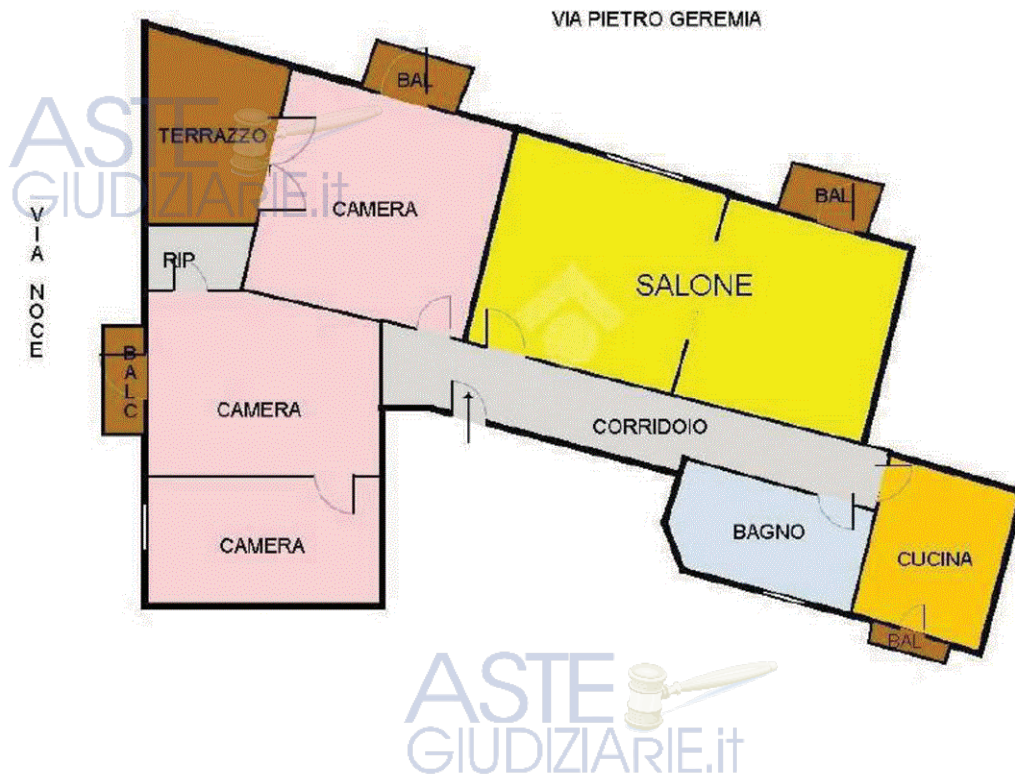 VIA PIETRO GEREMIA
BAL
TERRAZZO
ASTE
GIUDIZIARIE.it
CAMERA
BAL
VIA NOCE
RIP
SALONE
BALC
CAMERA
CORRIDOIO
CAMERA
BAGNO
CUCINA
BAL
ASTE
GIUDIZIARIE.it